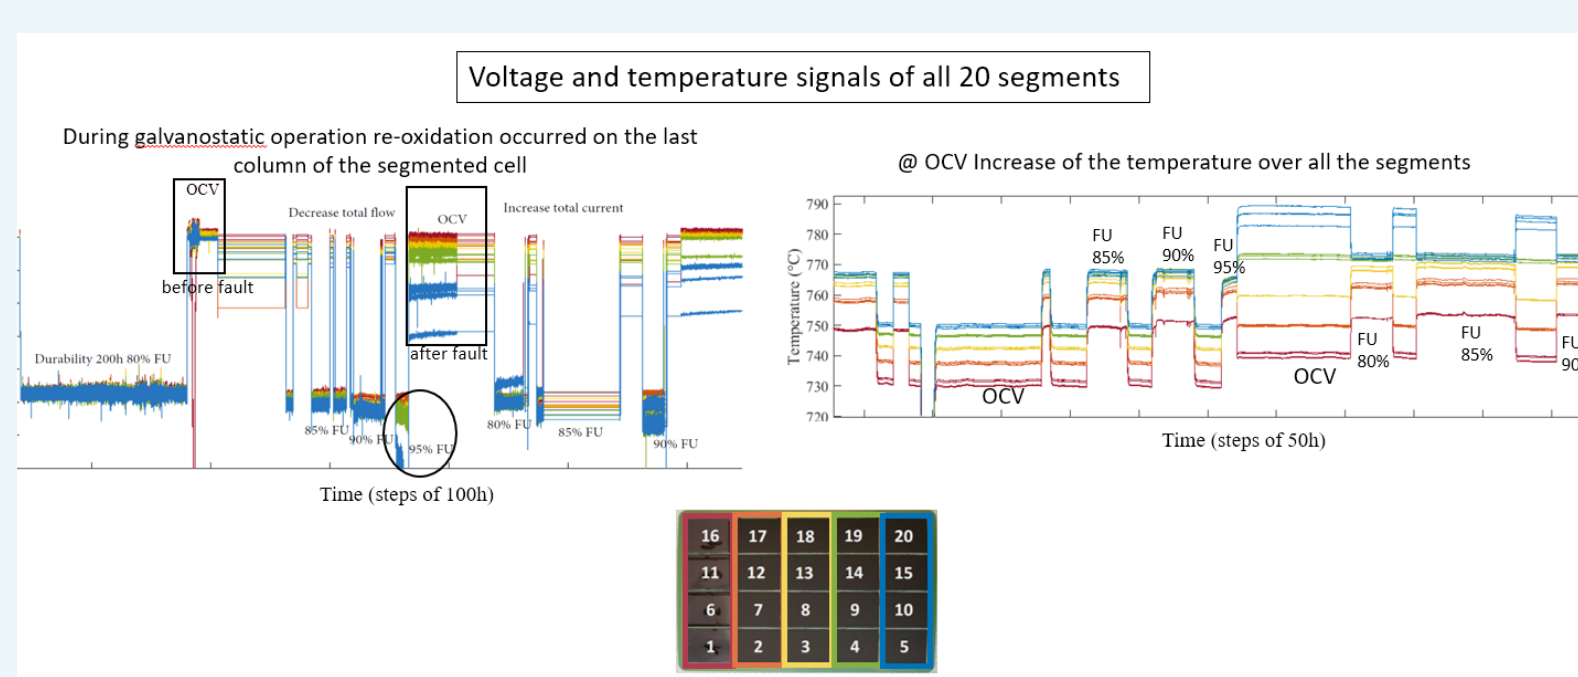 Voltage and temperature signals of all 20 segments
During galvanostatic operation re-oxidation occurred on the last
column of the segmented cell
@ OCV Increase of the temperature over all the segments
OCV
Decrease total flow
OCV
Increase total current
before fault
after fault
Durability 200h 80% FU
85% FU
90% FU
95% FU
80% FU
85% FU
90% FU
Time (steps of 100h)
790
780
770
760
750
740
730
720
Temperature (°C)
FU
85%
FU
90%
FU
95%
OCV
OCV
FU
80%
FU
85%
FU
90
Time (steps of 50h)
16 17 18 19 20
11 12 13 14 15
6 7 8 9 10
1 2 3 4 5